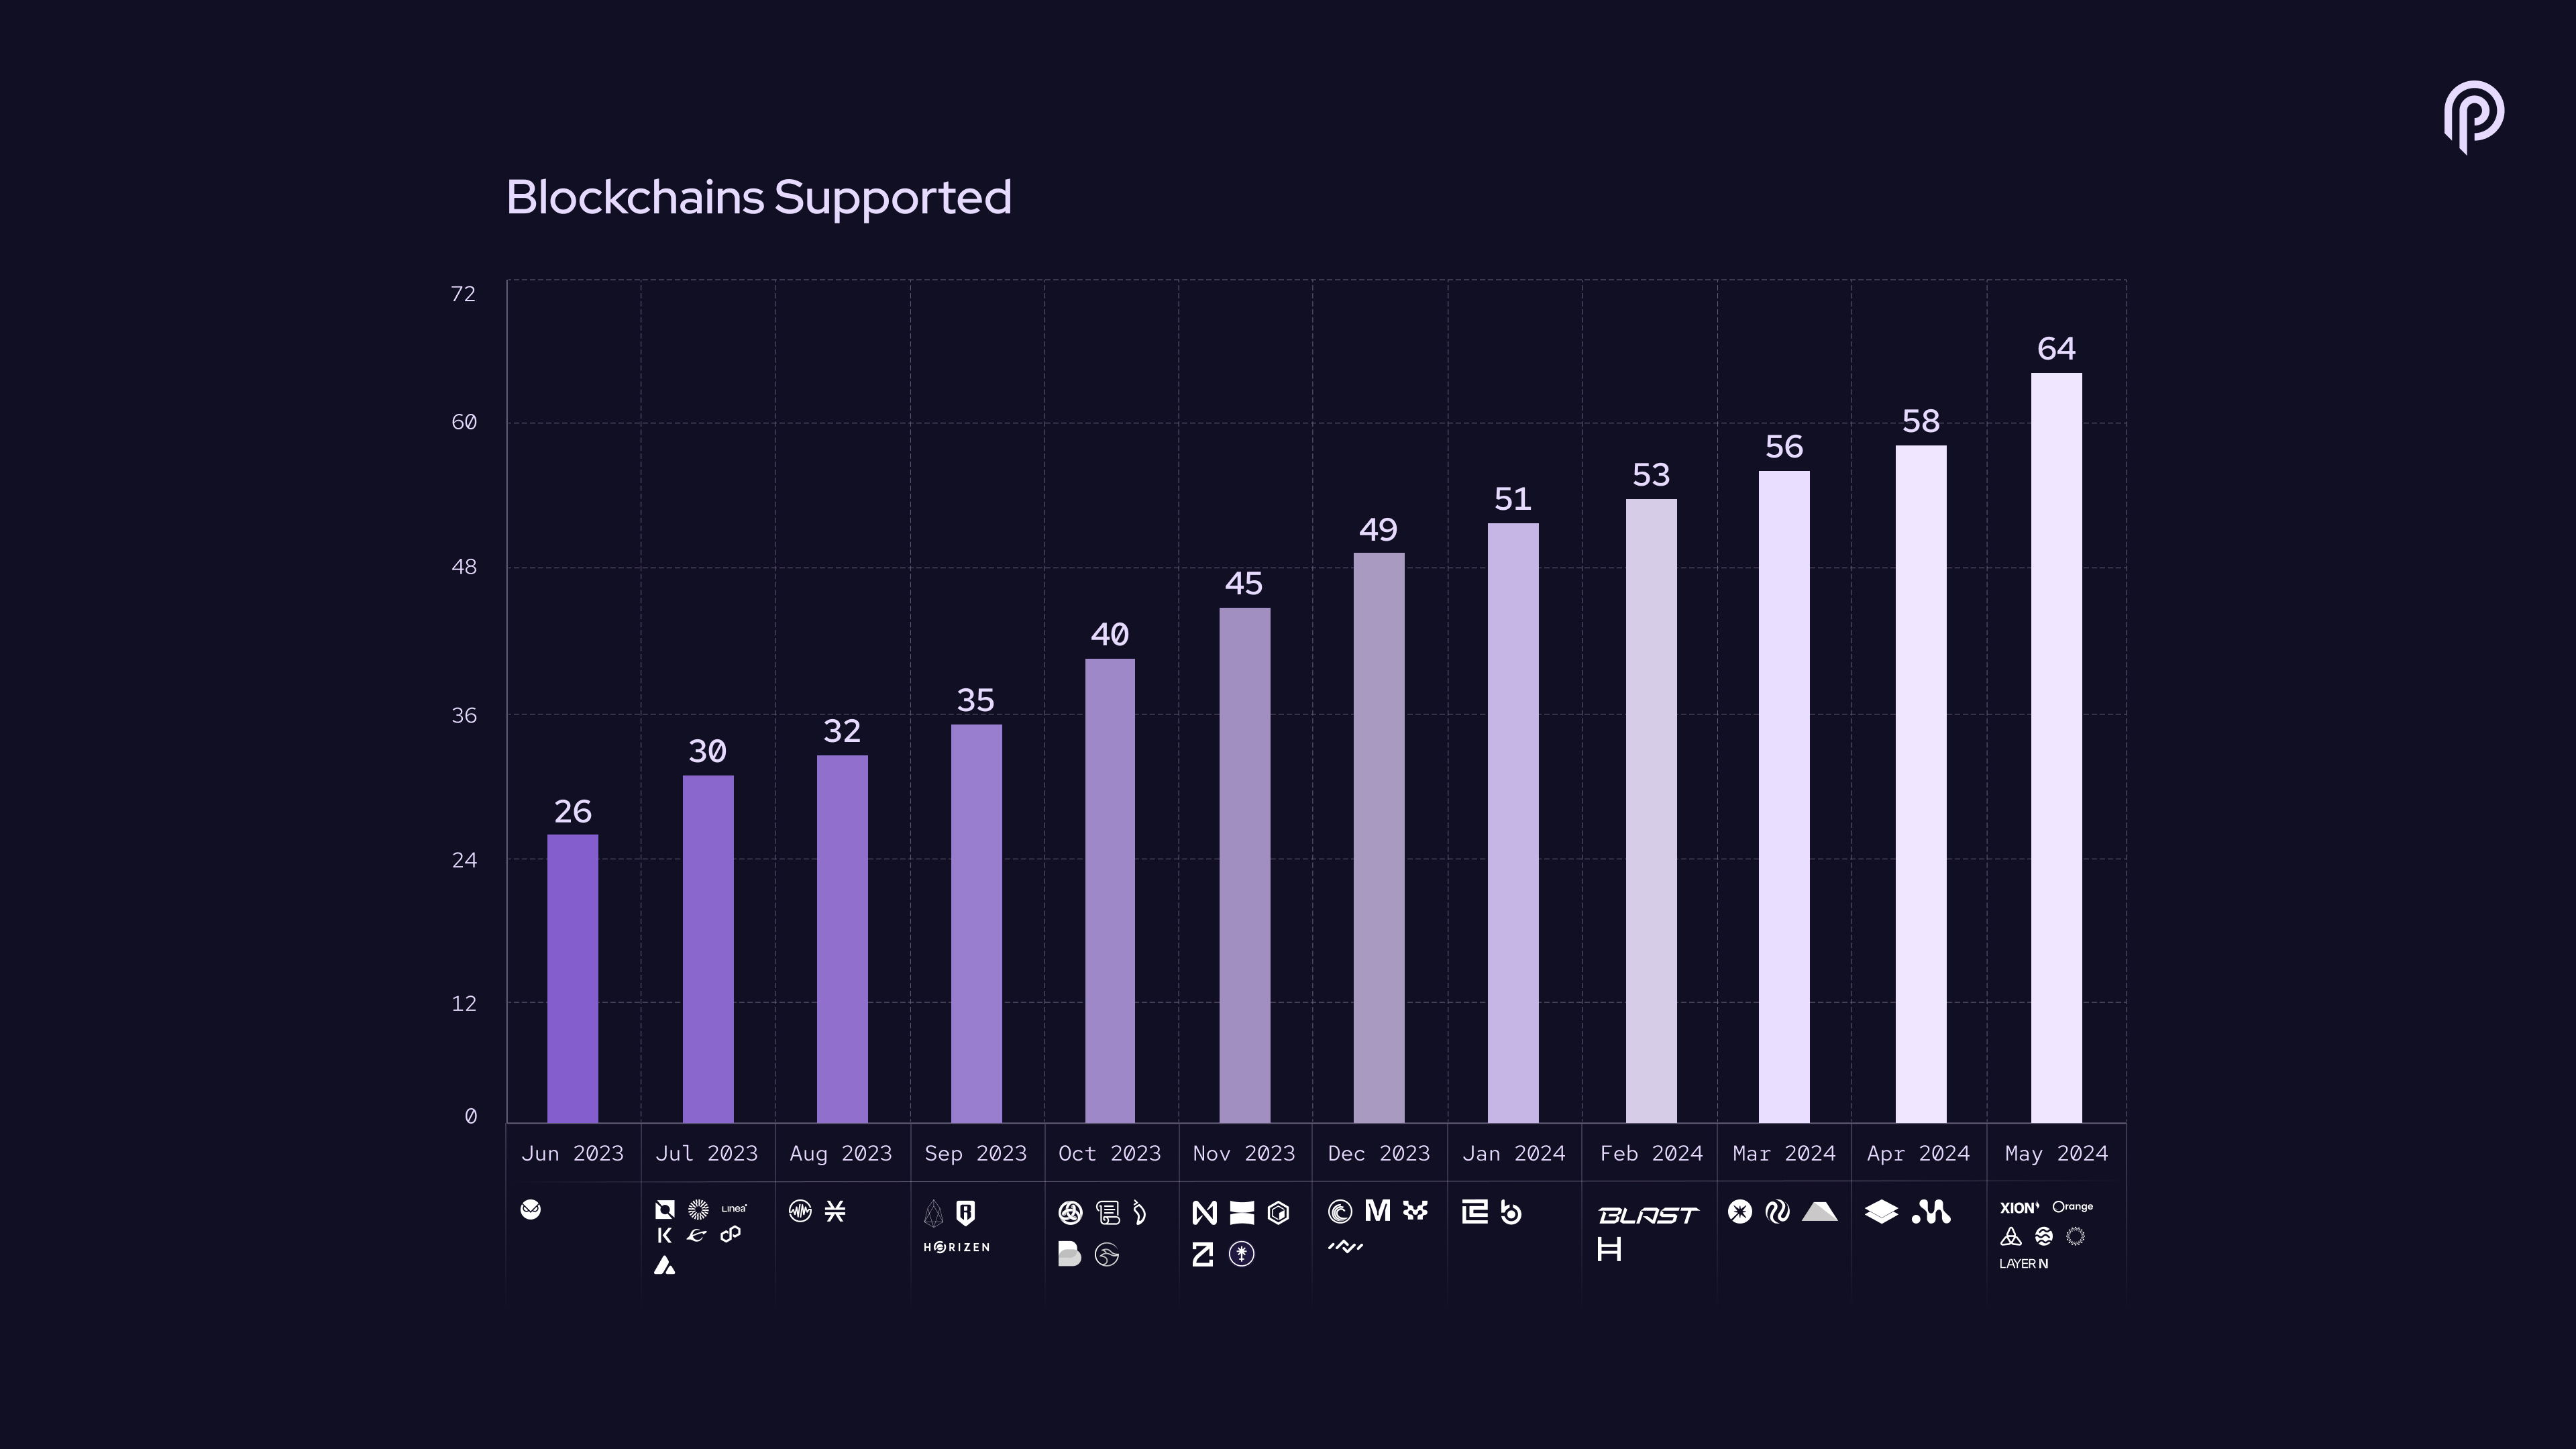 Blockchains Supported
72
60
48
36
24
12
0
26
30
32
35
40
45
49
51
53
56
58
64
Jun 2023
Jul 2023
Aug 2023
Sep 2023
Oct 2023
Nov 2023
Dec 2023
Jan 2024
Feb 2024
Mar 2024
Apr 2024
May 2024
Linea
HORIZEN
BLAST
XION
Orange
LAYER N